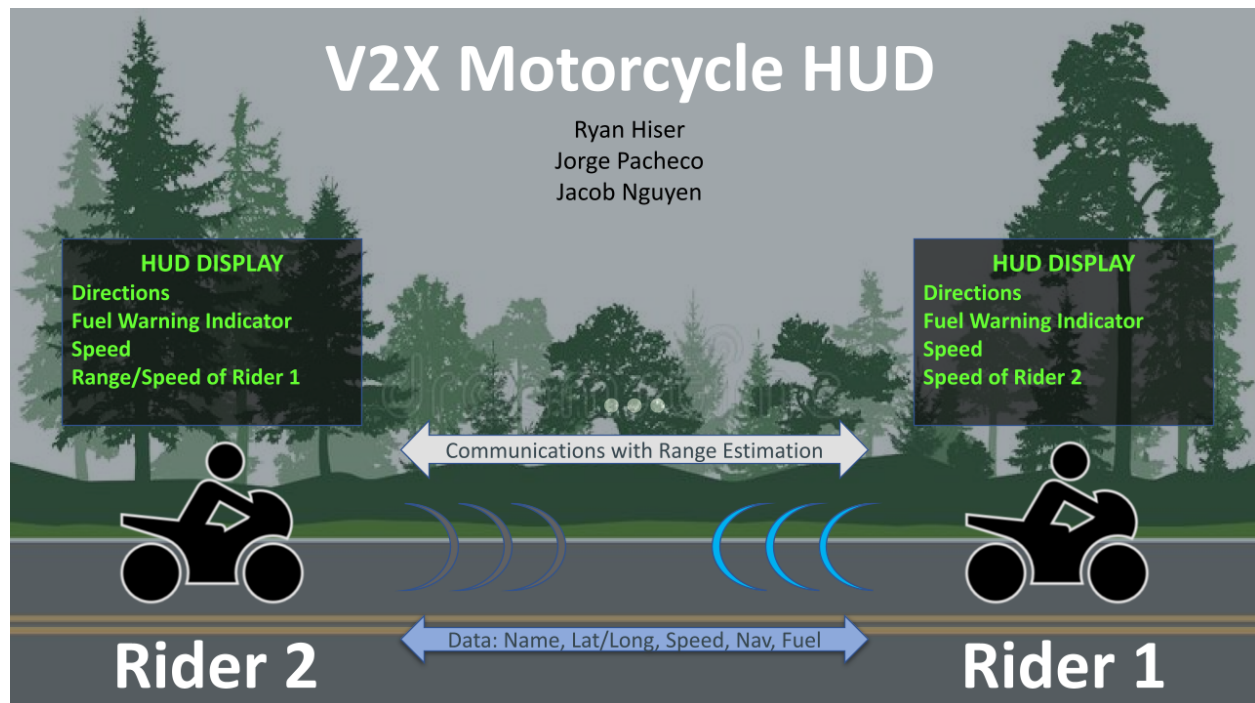 V2X Motorcycle HUD
Ryan Hiser
Jorge Pacheco
Jacob Nguyen
HUD DISPLAY
Directions
Fuel Warning Indicator
Speed
Range/Speed of Rider 1
HUD DISPLAY
Directions
Fuel Warning Indicator
Speed
Speed of Rider 2
Communications with Range Estimation
Data: Name, Lat/Long, Speed, Nav, Fuel
Rider 2
Rider 1